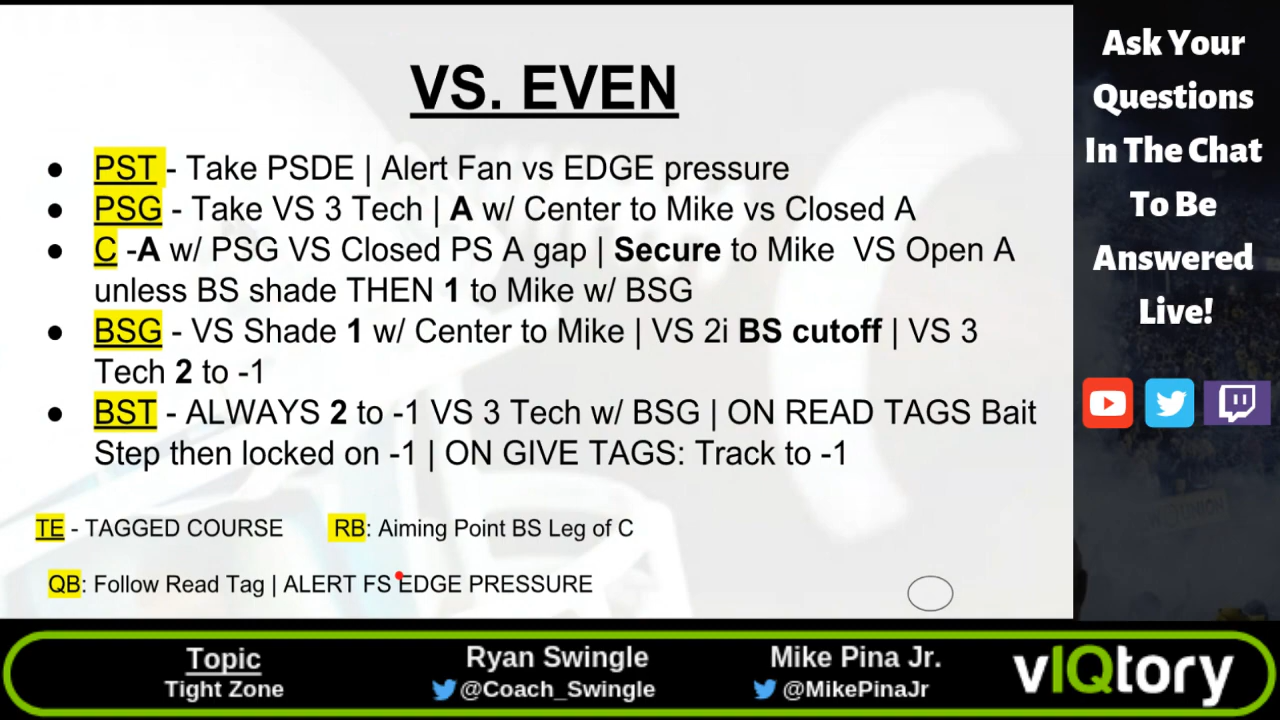 VS. EVEN
● PST - Take PSDE | Alert Fan vs EDGE pressure
● PSG - Take VS 3 Tech | A w/ Center to Mike vs Closed A
● C -A w/ PSG VS Closed PS A gap | Secure to Mike VS Open A
unless BS shade THEN 1 to Mike w/ BSG
● BSG - VS Shade 1 w/ Center to Mike | VS 2i BS cutoff | VS 3
Tech 2 to -1
● BST - ALWAYS 2 to -1 VS 3 Tech w/ BSG | ON READ TAGS Bait
Step then locked on -1 | ON GIVE TAGS: Track to -1
TE - TAGGED COURSE RB: Aiming Point BS Leg of C
QB: Follow Read Tag | ALERT FS EDGE PRESSURE
Ask Your
Questions
In The Chat
To Be
Answered
Live!
Topic
Tight Zone
Ryan Swingle
@Coach_Swingle
Mike Pina Jr.
@MikePinaJr
vIQtory